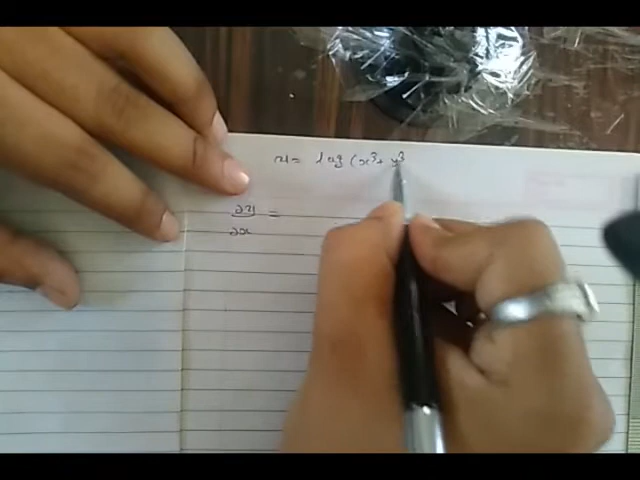 u = log (x³ + y³
∂u/∂x =